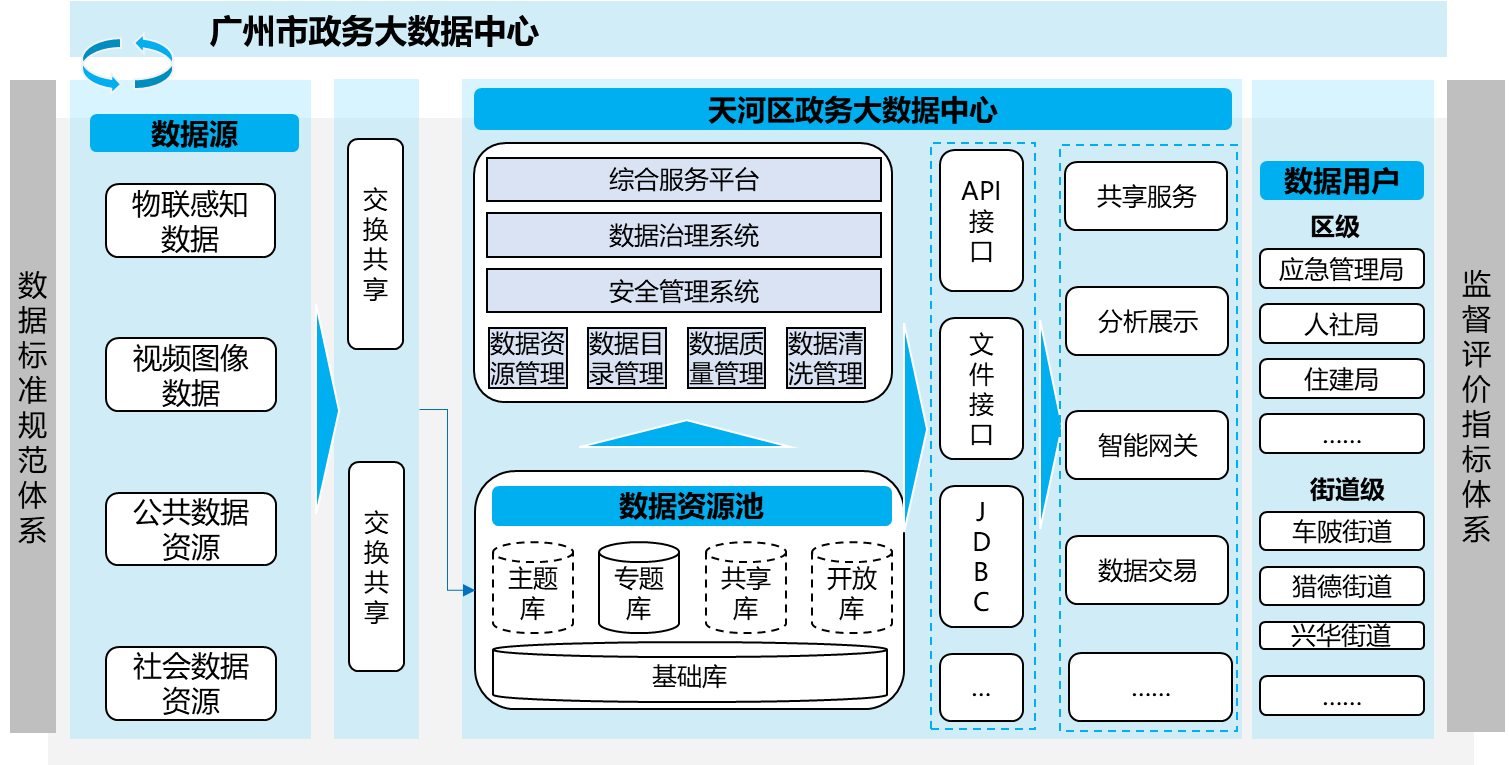 广州市政务大数据中心
数据标准规范体系
数据源
物联感知
数据
视频图像
数据
公共数据
资源
社会数据
资源
交换共享
交换共享
天河区政务大数据中心
综合服务平台
数据治理系统
安全管理系统
数据资
源管理
数据目
录管理
数据质
量管理
数据清
洗管理
数据资源池
主题
库
专题
库
共享
库
开放
库
基础库
API
接
口
文
件
接
口
J
D
B
C
...
共享服务
分析展示
智能网关
数据交易
......
数据用户
区级
应急管理局
人社局
住建局
......
街道级
车陂街道
猎德街道
兴华街道
......
监督评价指标体系